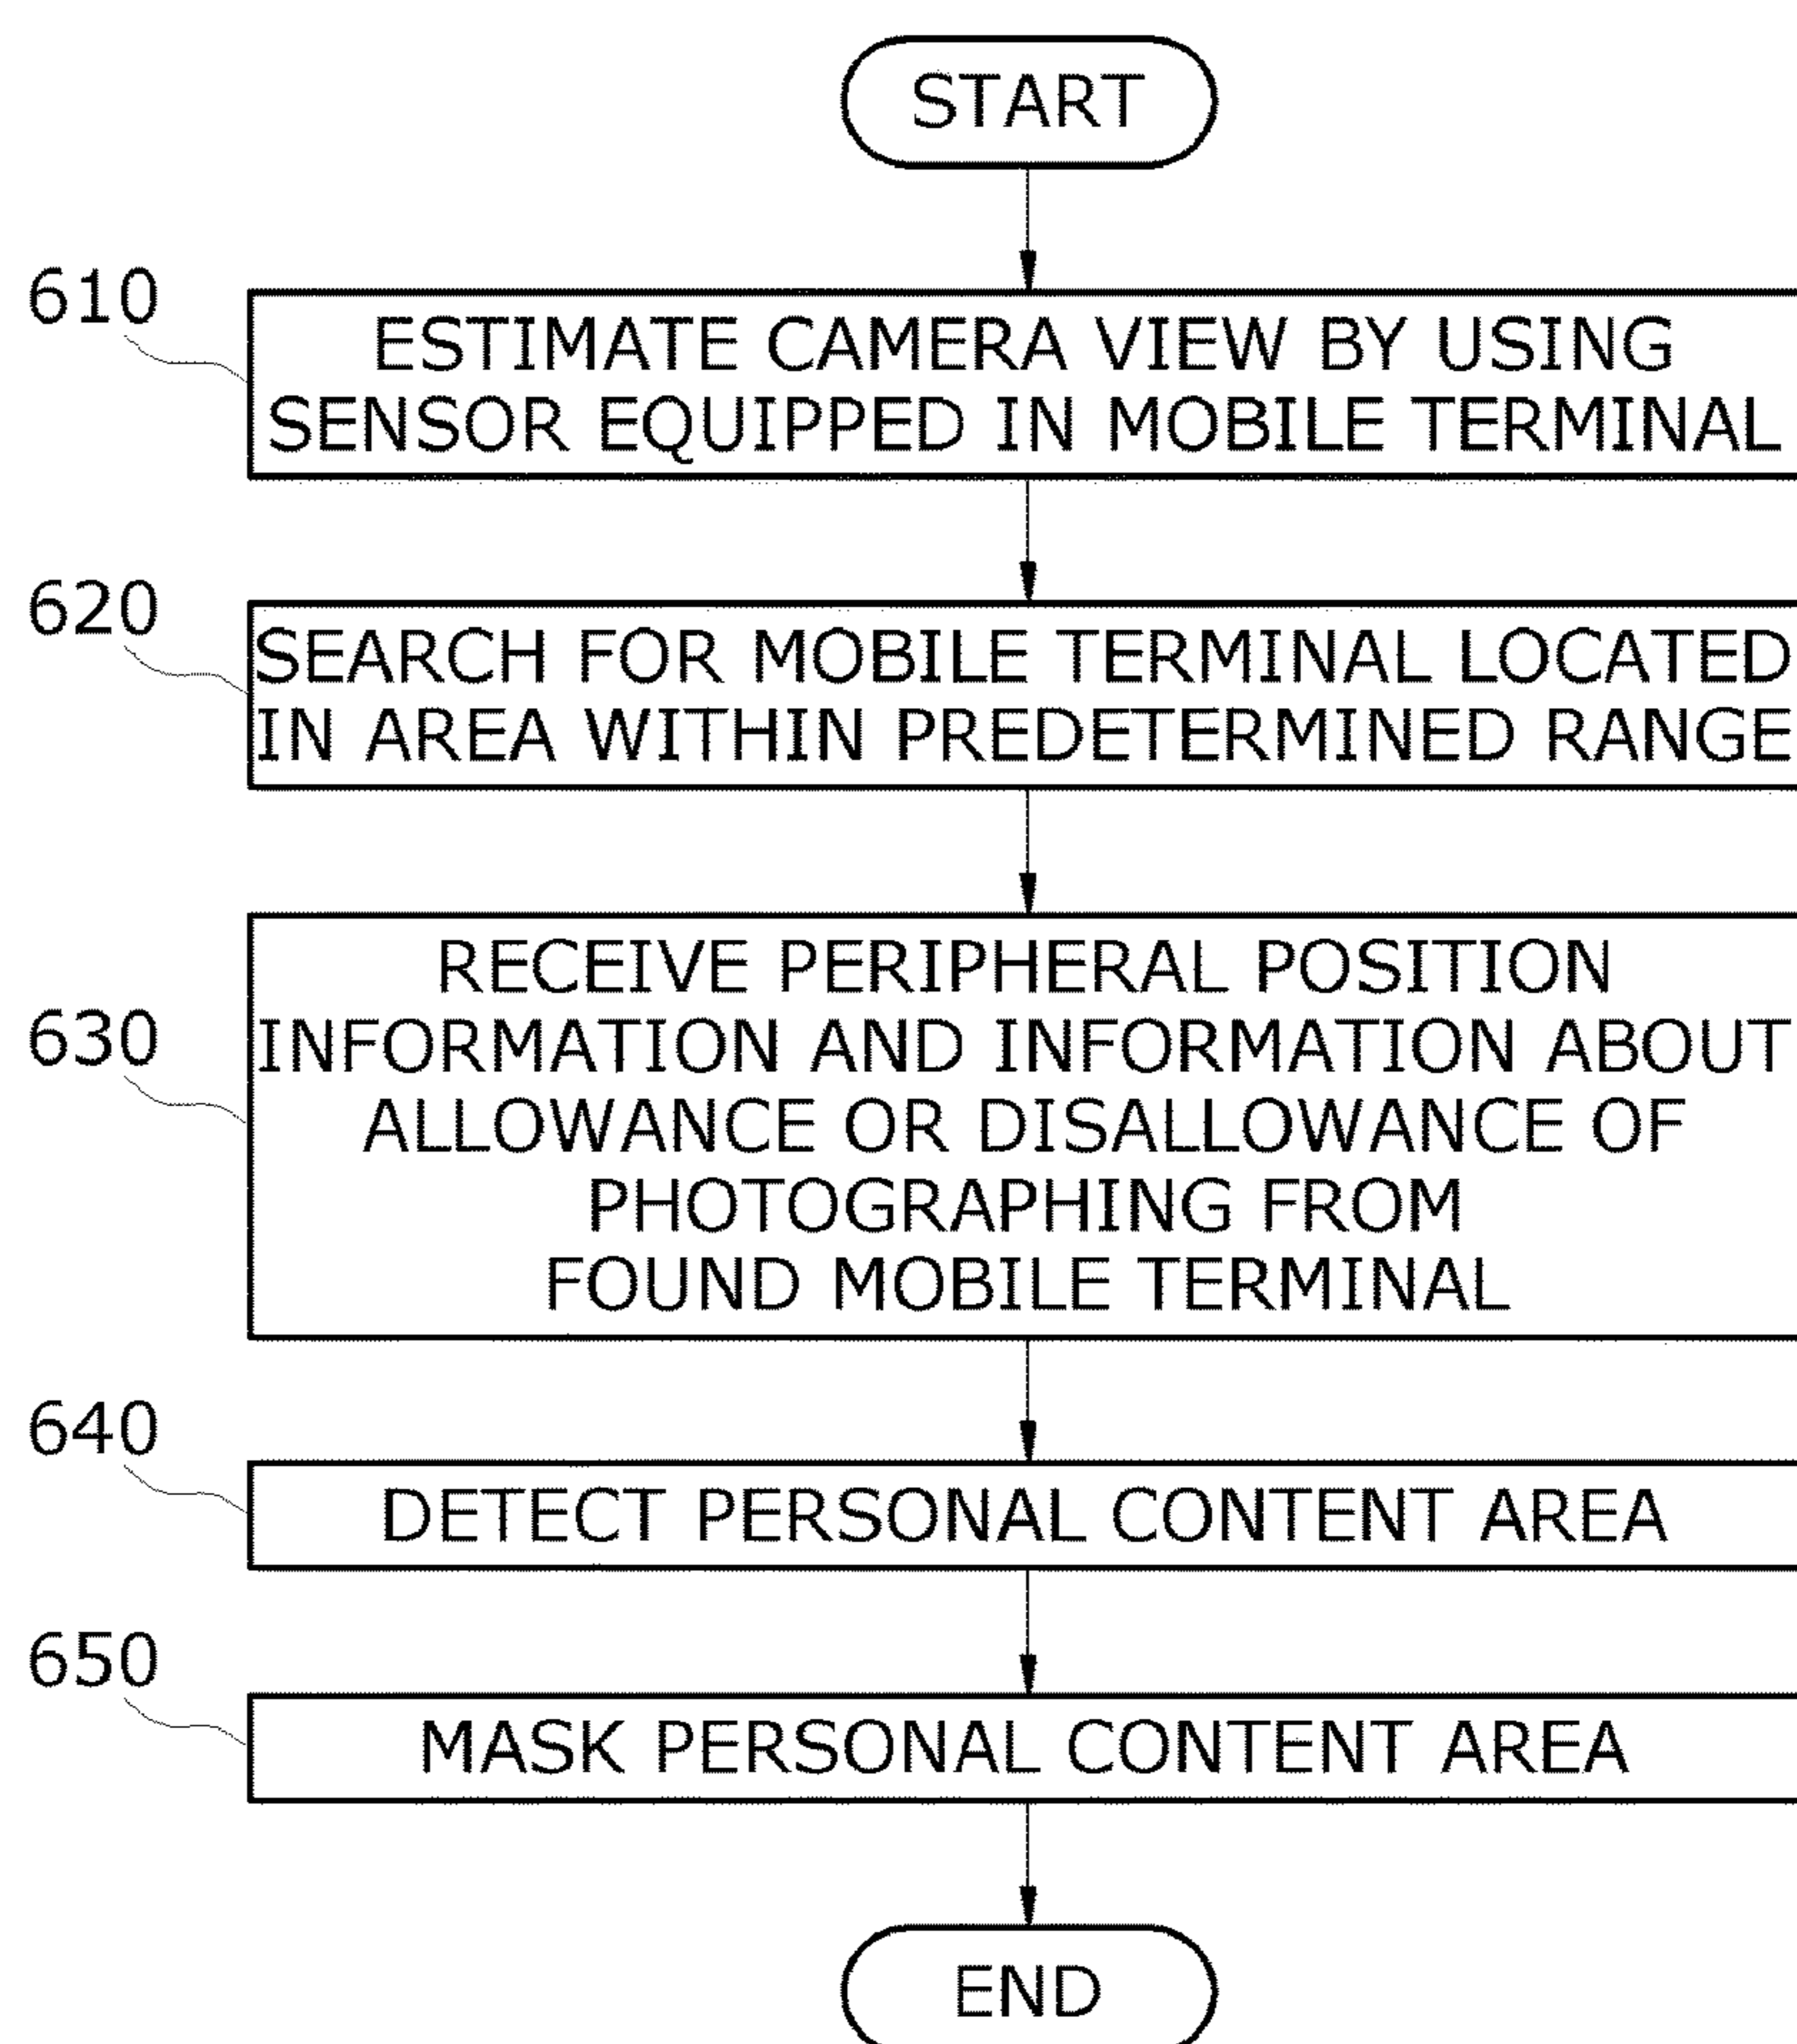 START
610
ESTIMATE CAMERA VIEW BY USING
SENSOR EQUIPPED IN MOBILE TERMINAL
620
SEARCH FOR MOBILE TERMINAL LOCATED
IN AREA WITHIN PREDETERMINED RANGE
630
RECEIVE PERIPHERAL POSITION
INFORMATION AND INFORMATION ABOUT
ALLOWANCE OR DISALLOWANCE OF
PHOTOGRAPHING FROM
FOUND MOBILE TERMINAL
640
DETECT PERSONAL CONTENT AREA
650
MASK PERSONAL CONTENT AREA
END